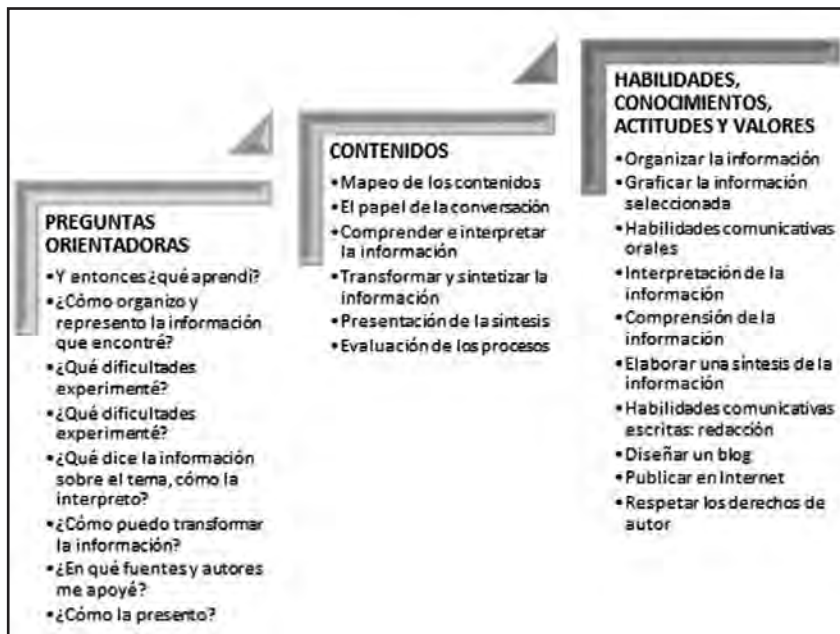 PREGUNTAS
ORIENTADORAS
•Y entonces ¿qué aprendí?
•¿Cómo organizo y
represento la información
que encontré?
•¿Qué dificultades
experimenté?
•¿Qué dificultades
experimenté?
•¿Qué dice la información
sobre el tema, cómo la
interpreto?
•¿Cómo puedo transformar
la información?
•¿En qué fuentes y autores
me apoyé?
•¿Cómo la presento?
CONTENIDOS
•Mapeo de los contenidos
•El papel de la conversación
•Comprender e interpretar
la información
•Transformar y sintetizar la
información
•Presentación de la síntesis
•Evaluación de los procesos
HABILIDADES,
CONOCIMIENTOS,
ACTITUDES Y VALORES
•Organizar la información
•Graficar la información
seleccionada
•Habilidades comunicativas
orales
•Interpretación de la
información
•Comprensión de la
información
•Elaborar una síntesis de la
información
•Habilidades comunicativas
escritas: redacción
•Diseñar un blog
•Publicar en Internet
•Respetar los derechos de
autor